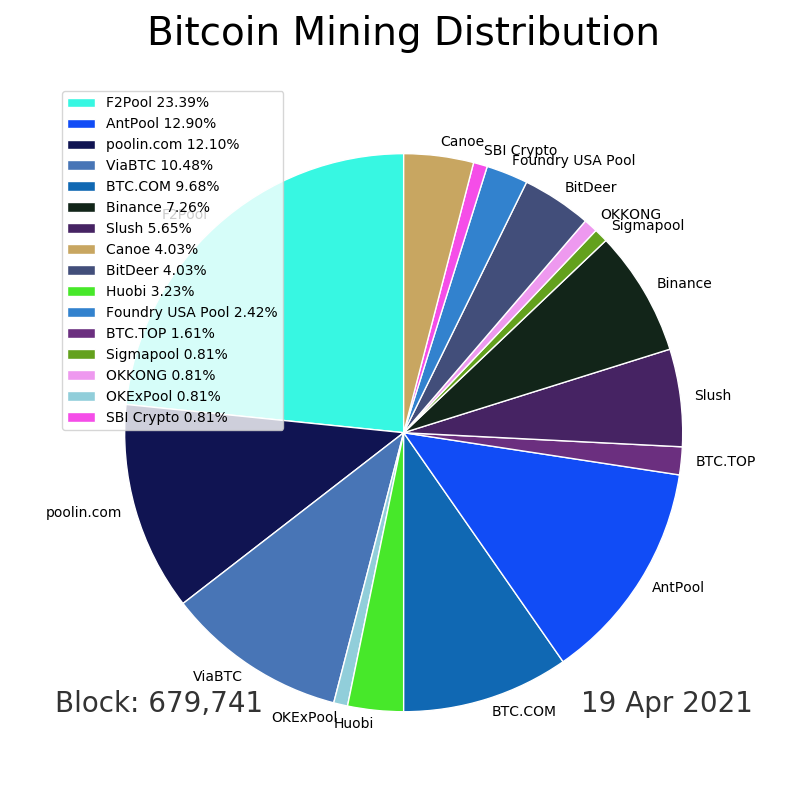 Bitcoin Mining Distribution
F2Pool 23.39%
AntPool 12.90%
poolin.com 12.10%
ViaBTC 10.48%
BTC.COM 9.68%
Binance 7.26%
Slush 5.65%
Canoe 4.03%
BitDeer 4.03%
Huobi 3.23%
Foundry USA Pool 2.42%
BTC.TOP 1.61%
Sigmapool 0.81%
OKKONG 0.81%
OKExPool 0.81%
SBI Crypto 0.81%
F2Pool
Canoe
SBI Crypto
Foundry USA Pool
BitDeer
OKKONG
Sigmapool
Binance
Slush
BTC.TOP
AntPool
BTC.COM
Huobi
OKExPool
ViaBTC
poolin.com
Block: 679,741
19 Apr 2021